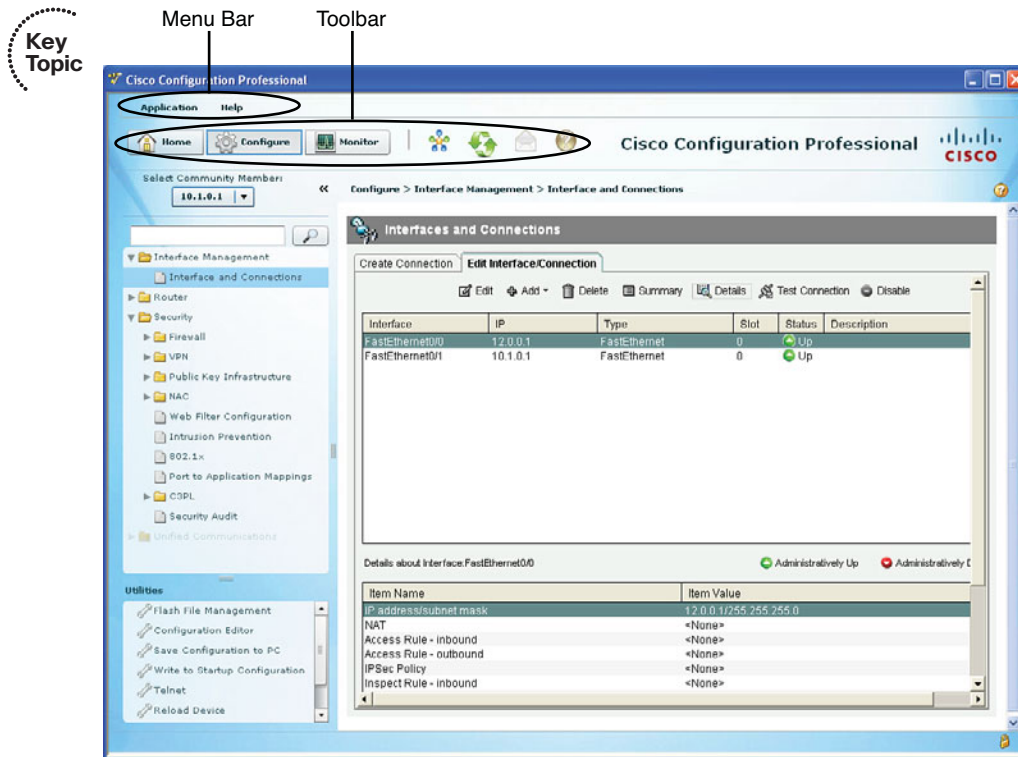 Menu Bar Toolbar
Key
Topic
Cisco Configuration Professional
Application Help
Home Configure Monitor Cisco Configuration Professional CISCO
Select Community Member:
10.1.0.1
Configure > Interface Management > Interface and Connections
Interfaces and Connections
Create Connection Edit Interface/Connection
Edit Add Delete Summary Details Test Connection Disable
Interface IP Type Slot Status Description
FastEthernet0/0 12.0.0.1 FastEthernet 0 Up
FastEthernet0/1 10.1.0.1 FastEthernet 0 Up
Interface Management
Interface and Connections
Router
Security
Firewall
VPN
Public Key Infrastructure
NAC
Web Filter Configuration
Intrusion Prevention
802.1x
Port to Application Mappings
C3PL
Security Audit
Unified Communications
Details about Interface:FastEthernet0/0 Administratively Up Administratively D
Item Name Item Value
IP address/subnet mask 12.0.0.1/255.255.255.0
NAT <None>
Access Rule - inbound <None>
Access Rule - outbound <None>
IPSec Policy <None>
Inspect Rule - inbound <None>
Utilities
Flash File Management
Configuration Editor
Save Configuration to PC
Write to Startup Configuration
Telnet
Reload Device